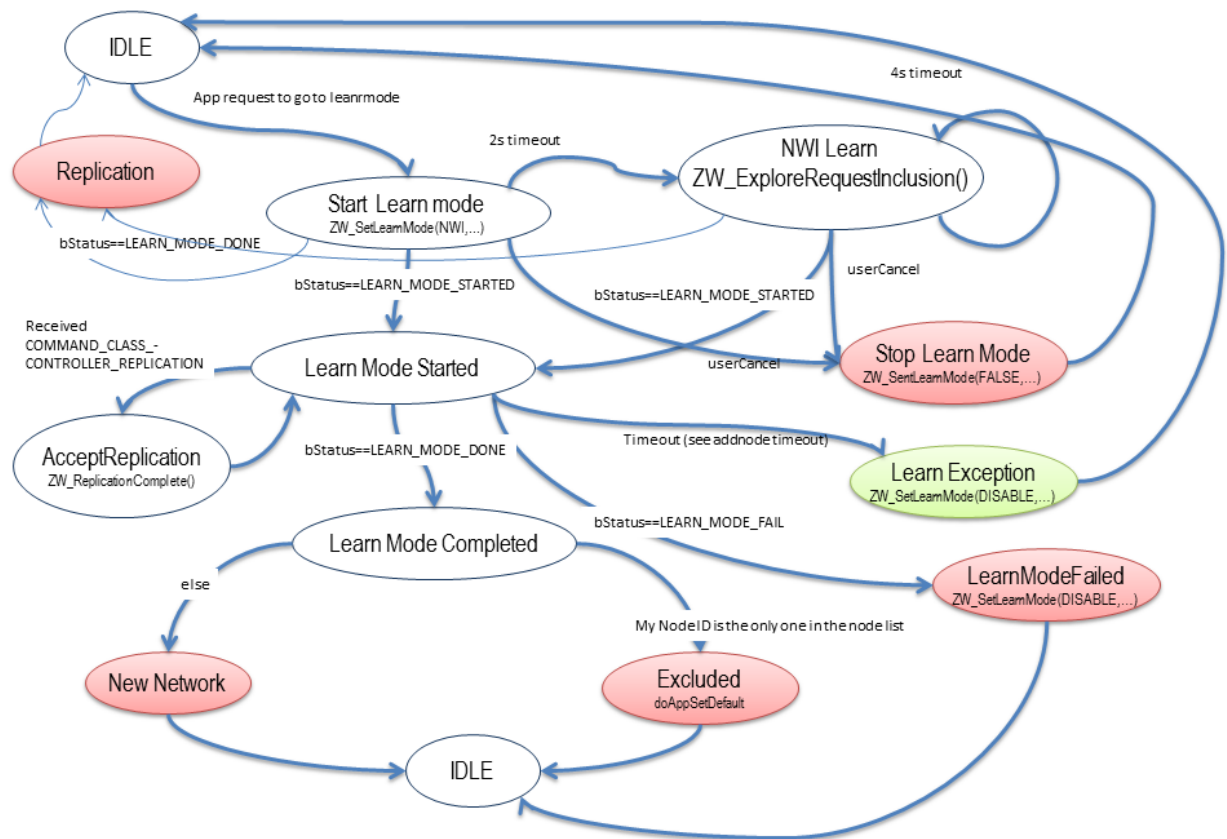 IDLE
4s timeout
App request to go to leanrmode
2s timeout
NWI Learn
ZW_ExploreRequestInclusion()
Replication
Start Learn mode
ZW_SetLearnMode(NWI,...)
bStatus==LEARN_MODE_DONE
userCancel
bStatus==LEARN_MODE_STARTED
bStatus==LEARN_MODE_STARTED
Received
COMMAND_CLASS_-
CONTROLLER_REPLICATION
Learn Mode Started
userCancel
Stop Learn Mode
ZW_SentLearnMode(FALSE,...)
AcceptReplication
ZW_ReplicationComplete()
bStatus==LEARN_MODE_DONE
Timeout (see addnode timeout)
Learn Exception
ZW_SetLearnMode(DISABLE,...)
bStatus==LEARN_MODE_FAIL
Learn Mode Completed
LearnModeFailed
ZW_SetLearnMode(DISABLE,...)
else
My NodeID is the only one in the node list
New Network
Excluded
doAppSetDefault
IDLE